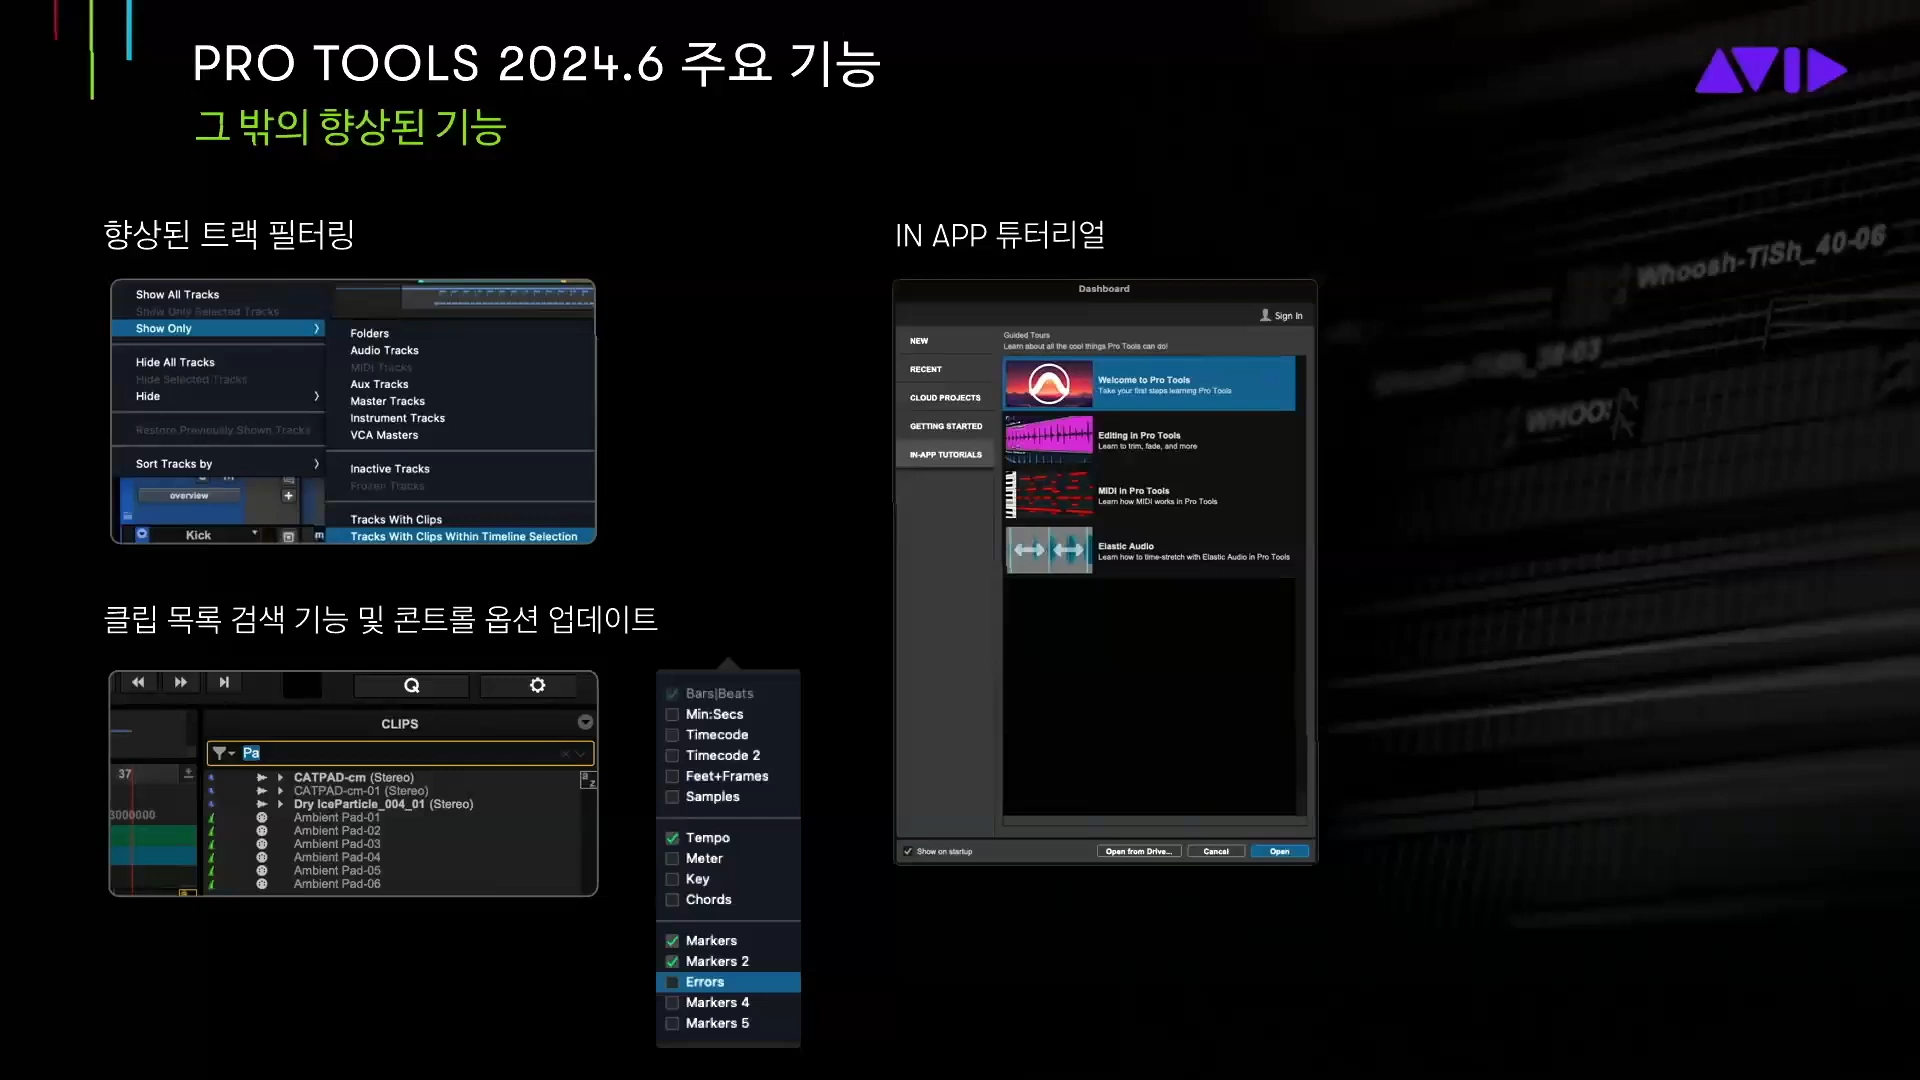 PRO TOOLS 2024.6 주요 기능
그 밖의 향상된 기능
AVID
향상된 트랙 필터링
Show All Tracks
Show Only Selected Tracks
Show Only
Hide All Tracks
Hide Selected Tracks
Hide
Restore Previously Shown Tracks
Sort Tracks by
overview
Kick
m
Folders
Audio Tracks
MIDI Tracks
Aux Tracks
Master Tracks
Instrument Tracks
VCA Masters
Inactive Tracks
Frozen Tracks
Tracks With Clips
Tracks With Clips Within Timeline Selection
클립 목록 검색 기능 및 콘트롤 옵션 업데이트
CLIPS
Pa
37
3000000
CATPAD-cm (Stereo)
CATPAD-cm-01 (Stereo)
Dry IceParticle_004_01 (Stereo)
Ambient Pad-01
Ambient Pad-02
Ambient Pad-03
Ambient Pad-04
Ambient Pad-05
Ambient Pad-06
Bars|Beats
Min:Secs
Timecode
Timecode 2
Feet+Frames
Samples
Tempo
Meter
Key
Chords
Markers
Markers 2
Errors
Markers 4
Markers 5
IN APP 튜터리얼
Dashboard
Sign In
NEW
RECENT
CLOUD PROJECTS
GETTING STARTED
IN-APP TUTORIALS
Guided Tours
Learn about all the cool things Pro Tools can do!
Welcome to Pro Tools
Take your first steps learning Pro Tools
Editing in Pro Tools
Learn to trim, fade, and more
MIDI in Pro Tools
Learn how MIDI works in Pro Tools
Elastic Audio
Learn how to time-stretch with Elastic Audio in Pro Tools
Show on startup
Open from Drive...
Cancel
Open
Whoosh-TiSh_40-06